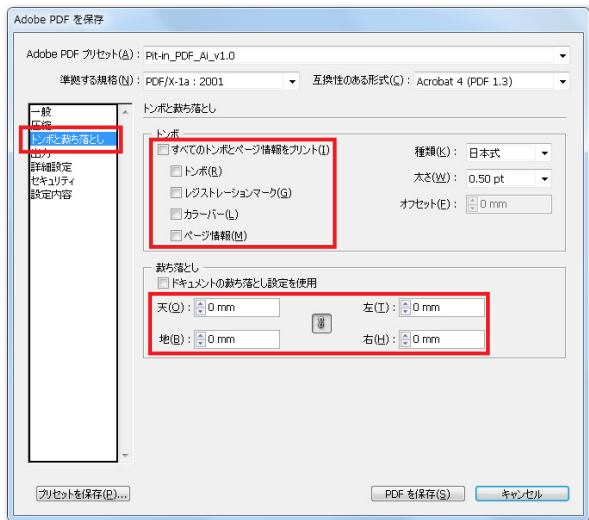 Adobe PDF を保存
Adobe PDF プリセット(A) : Pit-in_PDF_Ai_v1.0
準拠する規格(N) : PDF/X-1a : 2001 互換性のある形式(C) : Acrobat 4 (PDF 1.3)
一般
圧縮
トンボと裁ち落とし
出力
詳細設定
セキュリティ
設定内容
トンボと裁ち落とし
トンボ
すべてのトンボとページ情報をプリント(I)
トンボ(R)
レジストレーションマーク(G)
カラーバー(L)
ページ情報(M)
種類(K) : 日本式
太さ(W) : 0.50 pt
オフセット(F) : 0 mm
裁ち落とし
ドキュメントの裁ち落とし設定を使用
天(O) : 0 mm 左(T) : 0 mm
地(B) : 0 mm 右(H) : 0 mm
プリセットを保存(P)... PDF を保存(S) キャンセル